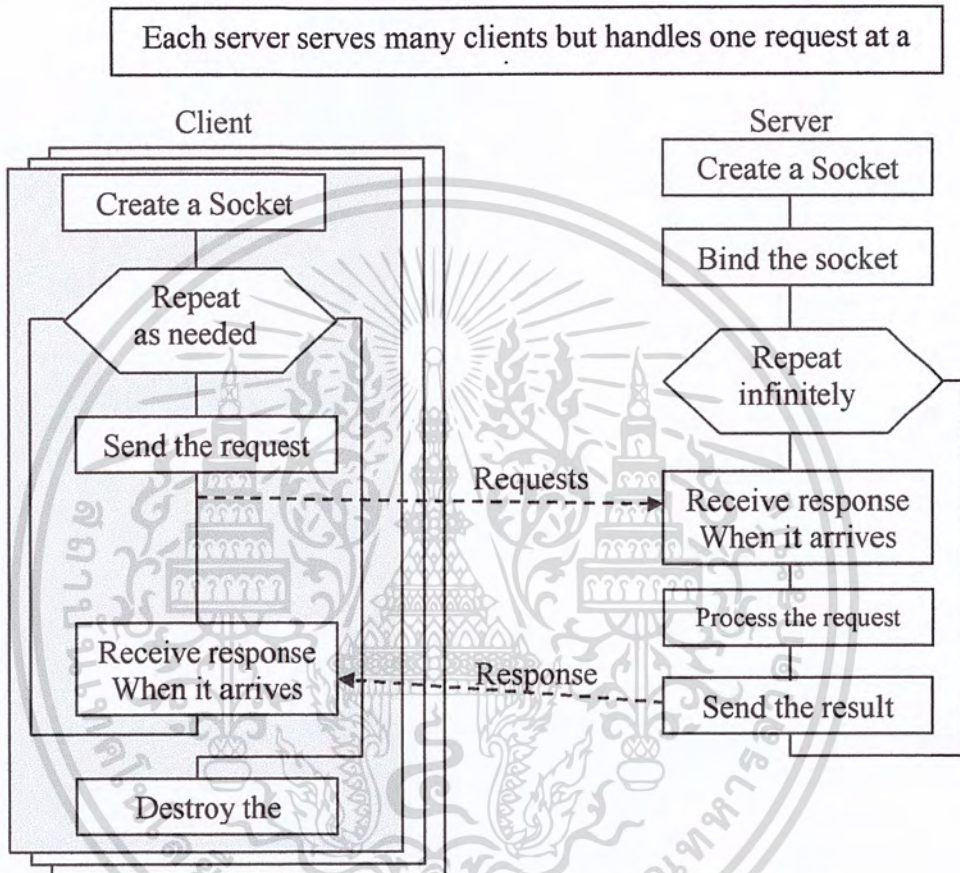 Each server serves many clients but handles one request at a
Client
Create a Socket
Repeat
as needed
Send the request
Receive response
When it arrives
Destroy the
Requests
Response
Server
Create a Socket
Bind the socket
Repeat
infinitely
Receive response
When it arrives
Process the request
Send the result